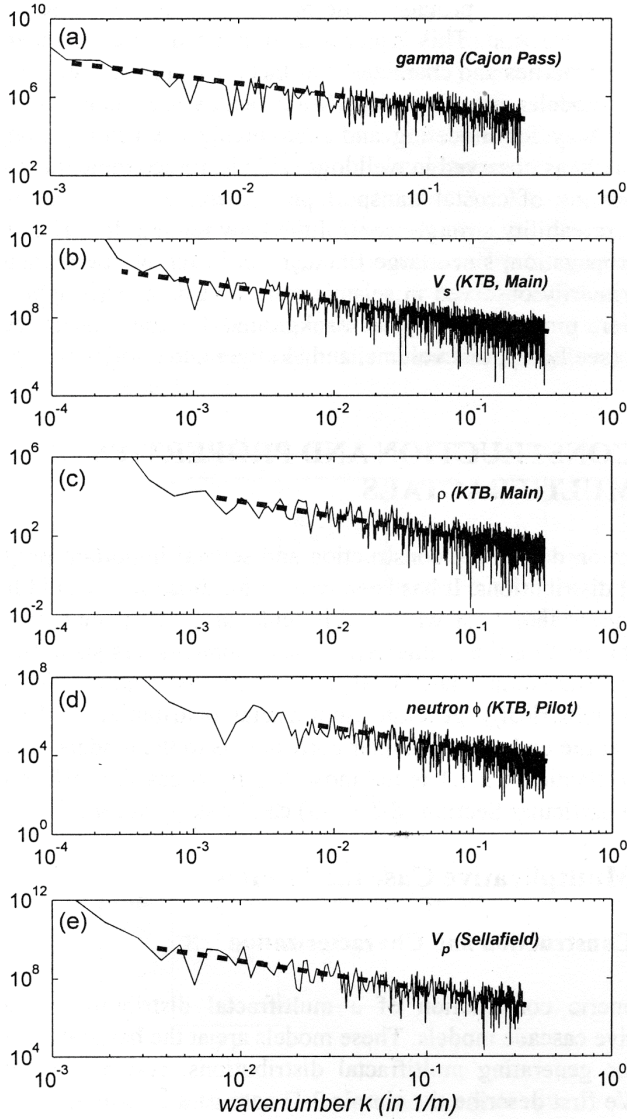 10^10
(a)
gamma (Cajon Pass)
10^6
10^2
10^-3 10^-2 10^-1 10^0
10^12
(b)
V_s (KTB, Main)
10^8
10^4
10^-4 10^-3 10^-2 10^-1 10^0
10^6
(c)
ρ (KTB, Main)
10^2
10^-2
10^-4 10^-3 10^-2 10^-1 10^0
10^8
(d)
neutron ϕ (KTB, Pilot)
10^4
10^0
10^-4 10^-3 10^-2 10^-1 10^0
10^12
(e)
V_p (Sellafield)
10^8
10^4
10^-3 10^-2 10^-1 10^0
wavenumber k (in 1/m)